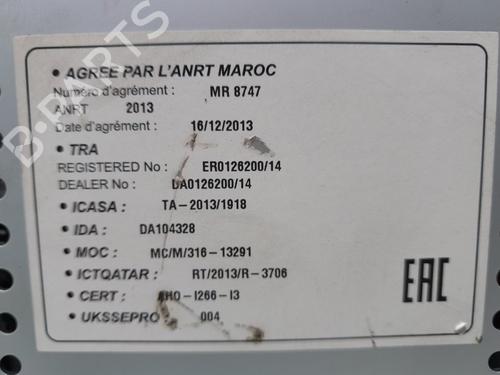 • AGREE PAR L'ANRT MAROC
Numéro d'agrément: MR 8747
ANRT 2013
Date d'agrément: 16/12/2013
• TRA
REGISTERED No : ER0126200/14
DEALER No : DA0126200/14
• ICASA : TA-2013/1918
• IDA : DA104328
• MOC : MC/M/316-13291
• ICTQATAR : RT/2013/R-3706
• CERT : AHO-I266-I3
• UKSSEPRO : 004
EAC
B-PARTS